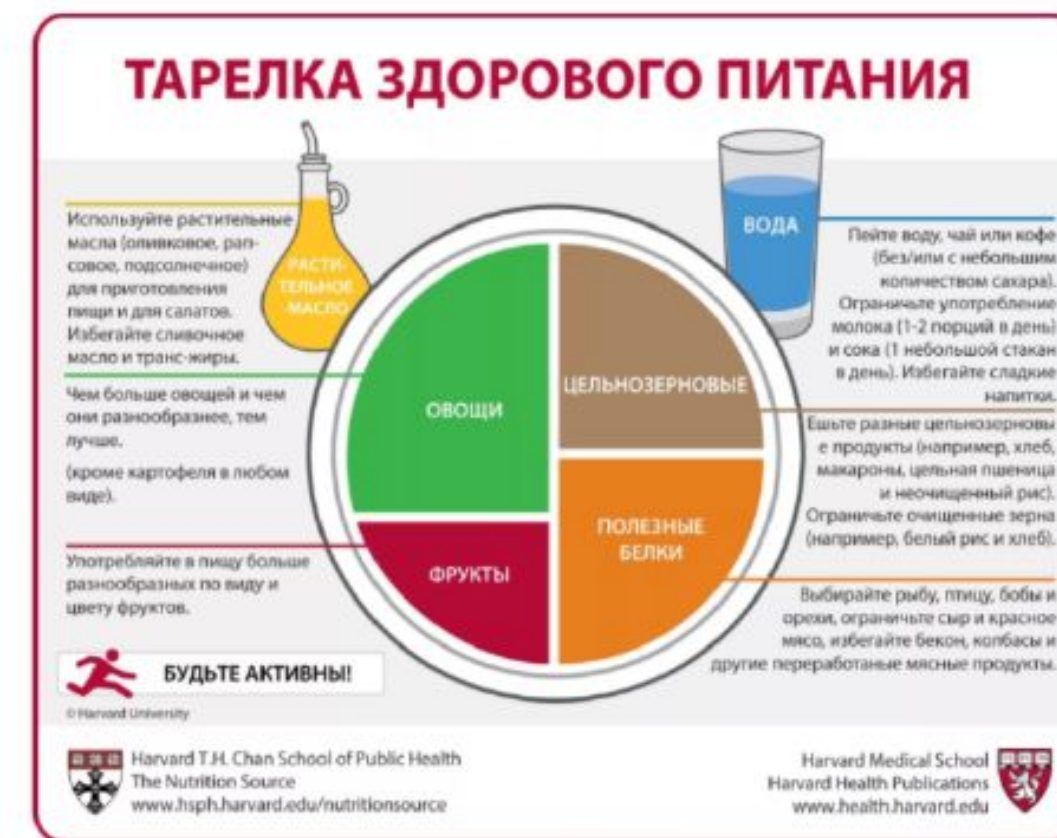 ТАРЕЛКА ЗДОРОВОГО ПИТАНИЯ
Используйте растительные
масла (оливковое, рап-
совое, подсолнечное)
для приготовления
пищи и для салатов.
Избегайте сливочное
масло и транс-жиры.
РАСТИ-
ТЕЛЬНОЕ
МАСЛО
Чем больше овощей и чем
они разнообразнее, тем
лучше.
(кроме картофеля в любом
виде).
Употребляйте в пищу больше
разнообразных по виду и
цвету фруктов.
ОВОЩИ
ФРУКТЫ
ЦЕЛЬНОЗЕРНОВЫЕ
ПОЛЕЗНЫЕ
БЕЛКИ
ВОДА
Пейте воду, чай или кофе
(без/или с небольшим
количеством сахара).
Ограничьте употребление
молока (1-2 порций в день)
и сока (1 небольшой стакан
в день). Избегайте сладкие
напитки.
Ешьте разные цельнозерновы
е продукты (например, хлеб,
макароны, цельная пшеница
и неочищенный рис).
Ограничьте очищенные зерна
(например, белый рис и хлеб).
Выбирайте рыбу, птицу, бобы и
орехи, ограничьте сыр и красное
мясо, избегайте бекон, колбасы и
другие переработаные мясные продукты.
БУДЬТЕ АКТИВНЫ!
© Harvard University
Harvard T.H. Chan School of Public Health
The Nutrition Source
www.hsph.harvard.edu/nutritionsource
Harvard Medical School
Harvard Health Publications
www.health.harvard.edu